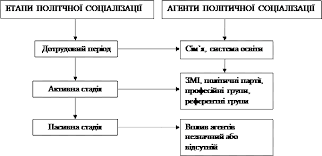 ЕТАПИ ПОЛІТЧНОЇ СОЦІАЛІЗАЦІЇ
АГЕНТИ ПОЛІТИЧНОЇ СОЦІАЛІЗАЦІЇ
Дотрудовий період
Сім`я, система освіти
Активна стадія
ЗМІ, політичні партії,
професійні групи,
референтні групи
Пасивна стадія
Вплив агентів
незначний або
відсутній